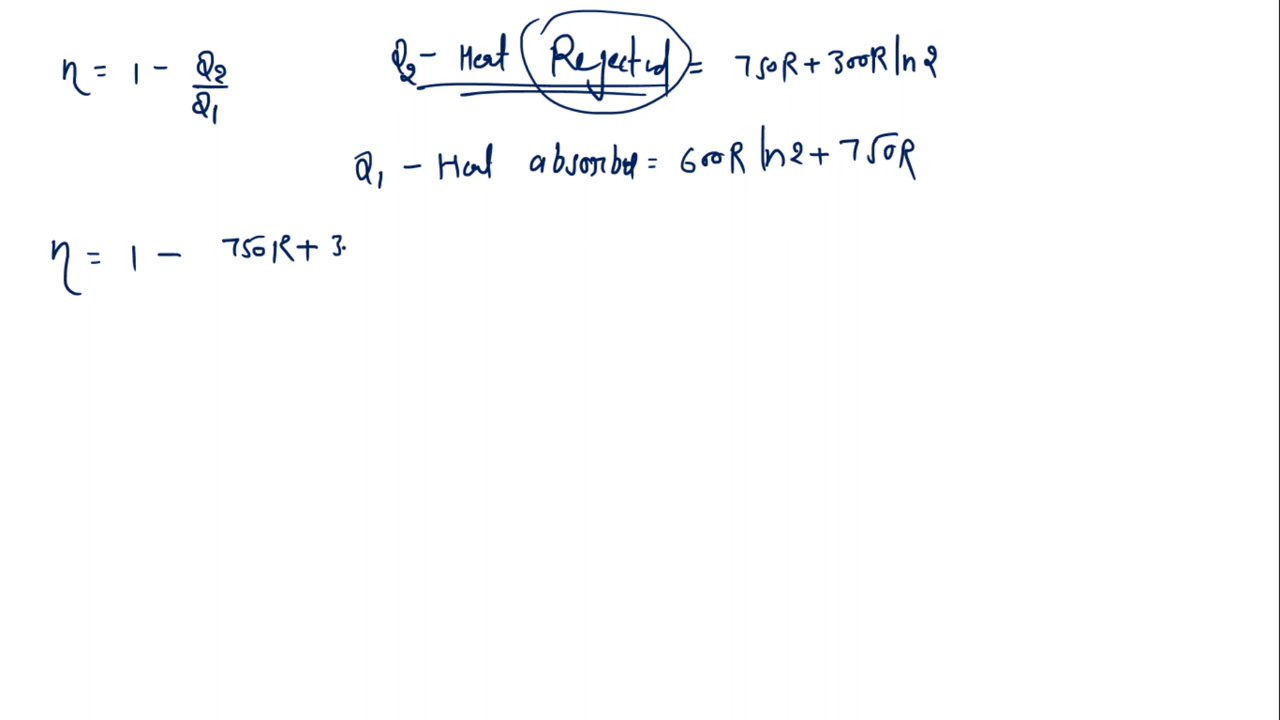 η = 1 - Q2/Q1
Q2 - Heat Rejected = 750R + 300R ln 2
Q1 - Heat absorbed = 600R ln 2 + 750R
η = 1 - 750R + 3